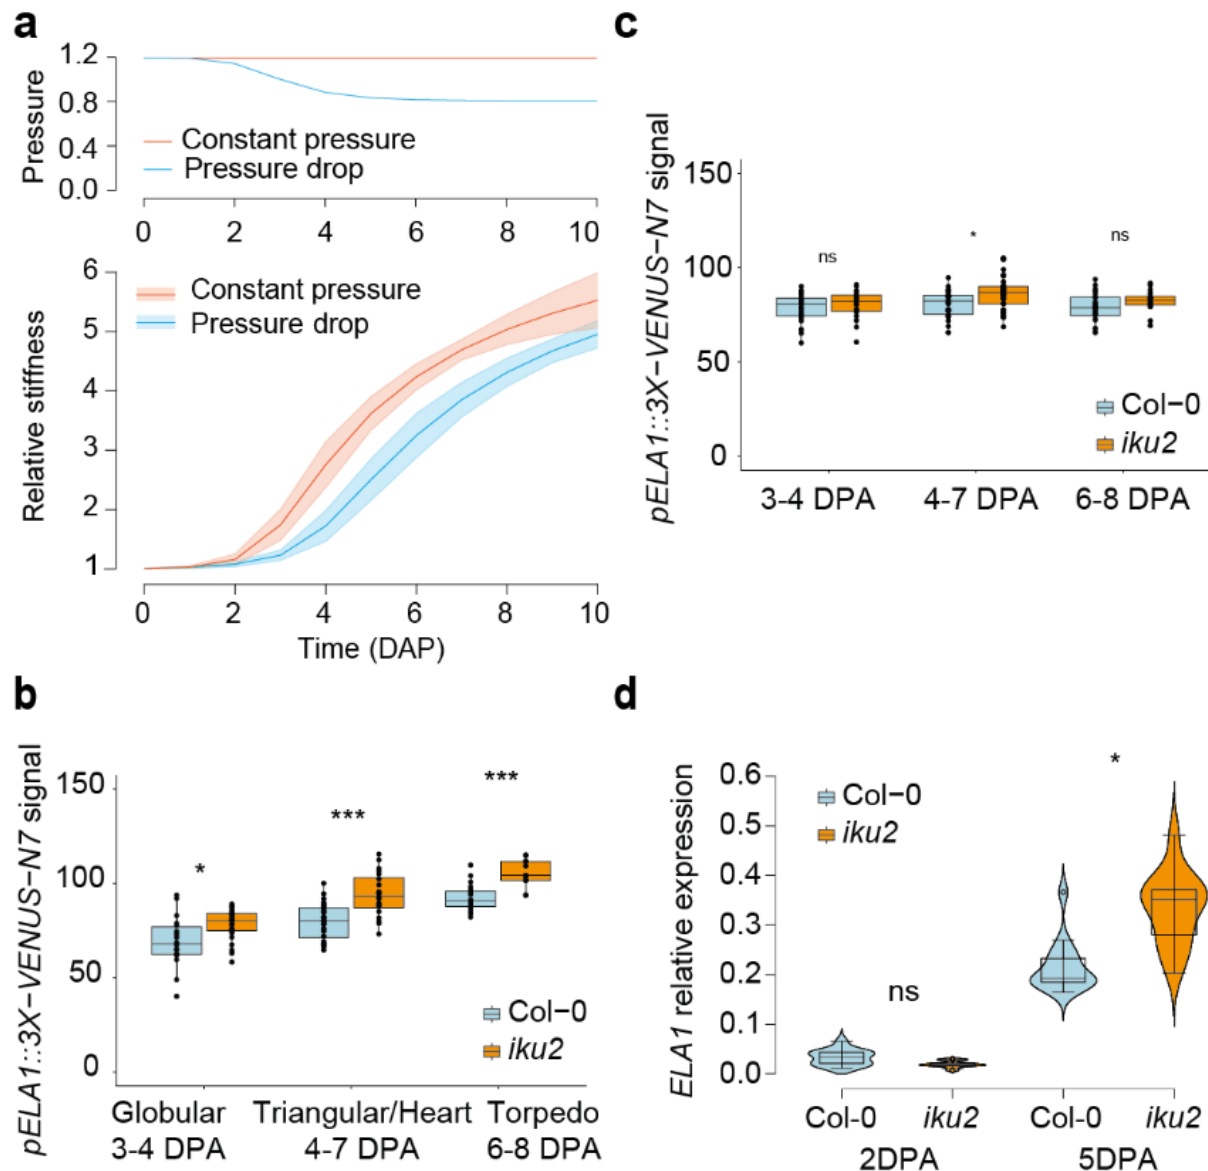 a
1.2
0.8
0.4
0.0
Pressure
Constant pressure
Pressure drop
0 2 4 6 8 10
6
5
4
3
2
1
Relative stiffness
Constant pressure
Pressure drop
0 2 4 6 8 10
Time (DAP)
b
pELA1::3X−VENUS−N7 signal
150
100
50
0
* *** ***
Col−0
iku2
Globular Triangular/Heart Torpedo
3-4 DPA 4-7 DPA 6-8 DPA
c
pELA1::3X−VENUS−N7 signal
150
100
50
0
ns * ns
Col−0
iku2
3-4 DPA 4-7 DPA 6-8 DPA
d
ELA1 relative expression
0.6
0.5
0.4
0.3
0.2
0.1
0.0
Col−0
iku2
ns *
Col-0 iku2 Col-0 iku2
2DPA 5DPA